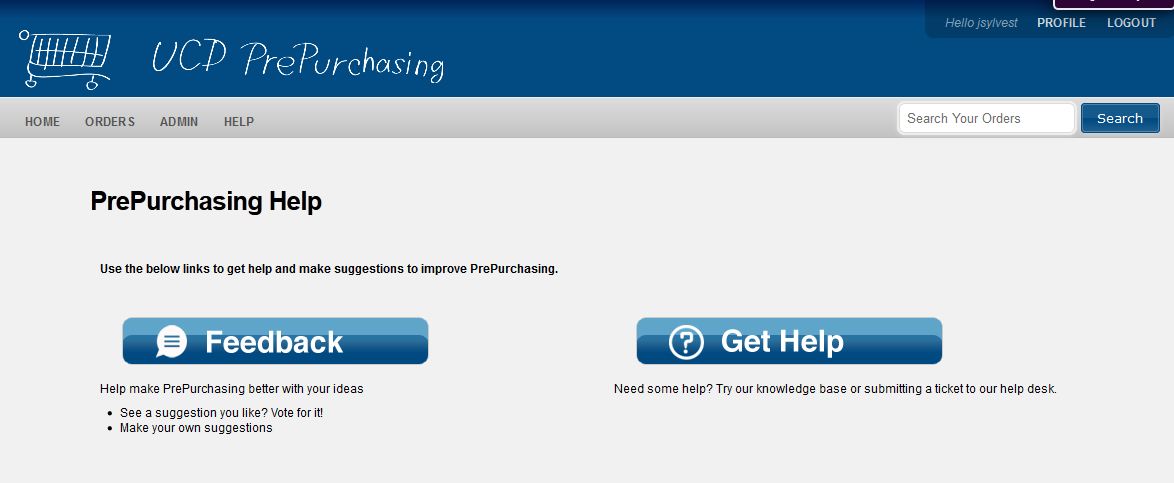 Hello jsylvest PROFILE LOGOUT
UCD PrePurchasing
HOME ORDERS ADMIN HELP Search Your Orders Search
PrePurchasing Help
Use the below links to get help and make suggestions to improve PrePurchasing.
Feedback Get Help
Help make PrePurchasing better with your ideas Need some help? Try our knowledge base or submitting a ticket to our help desk.
• See a suggestion you like? Vote for it!
• Make your own suggestions